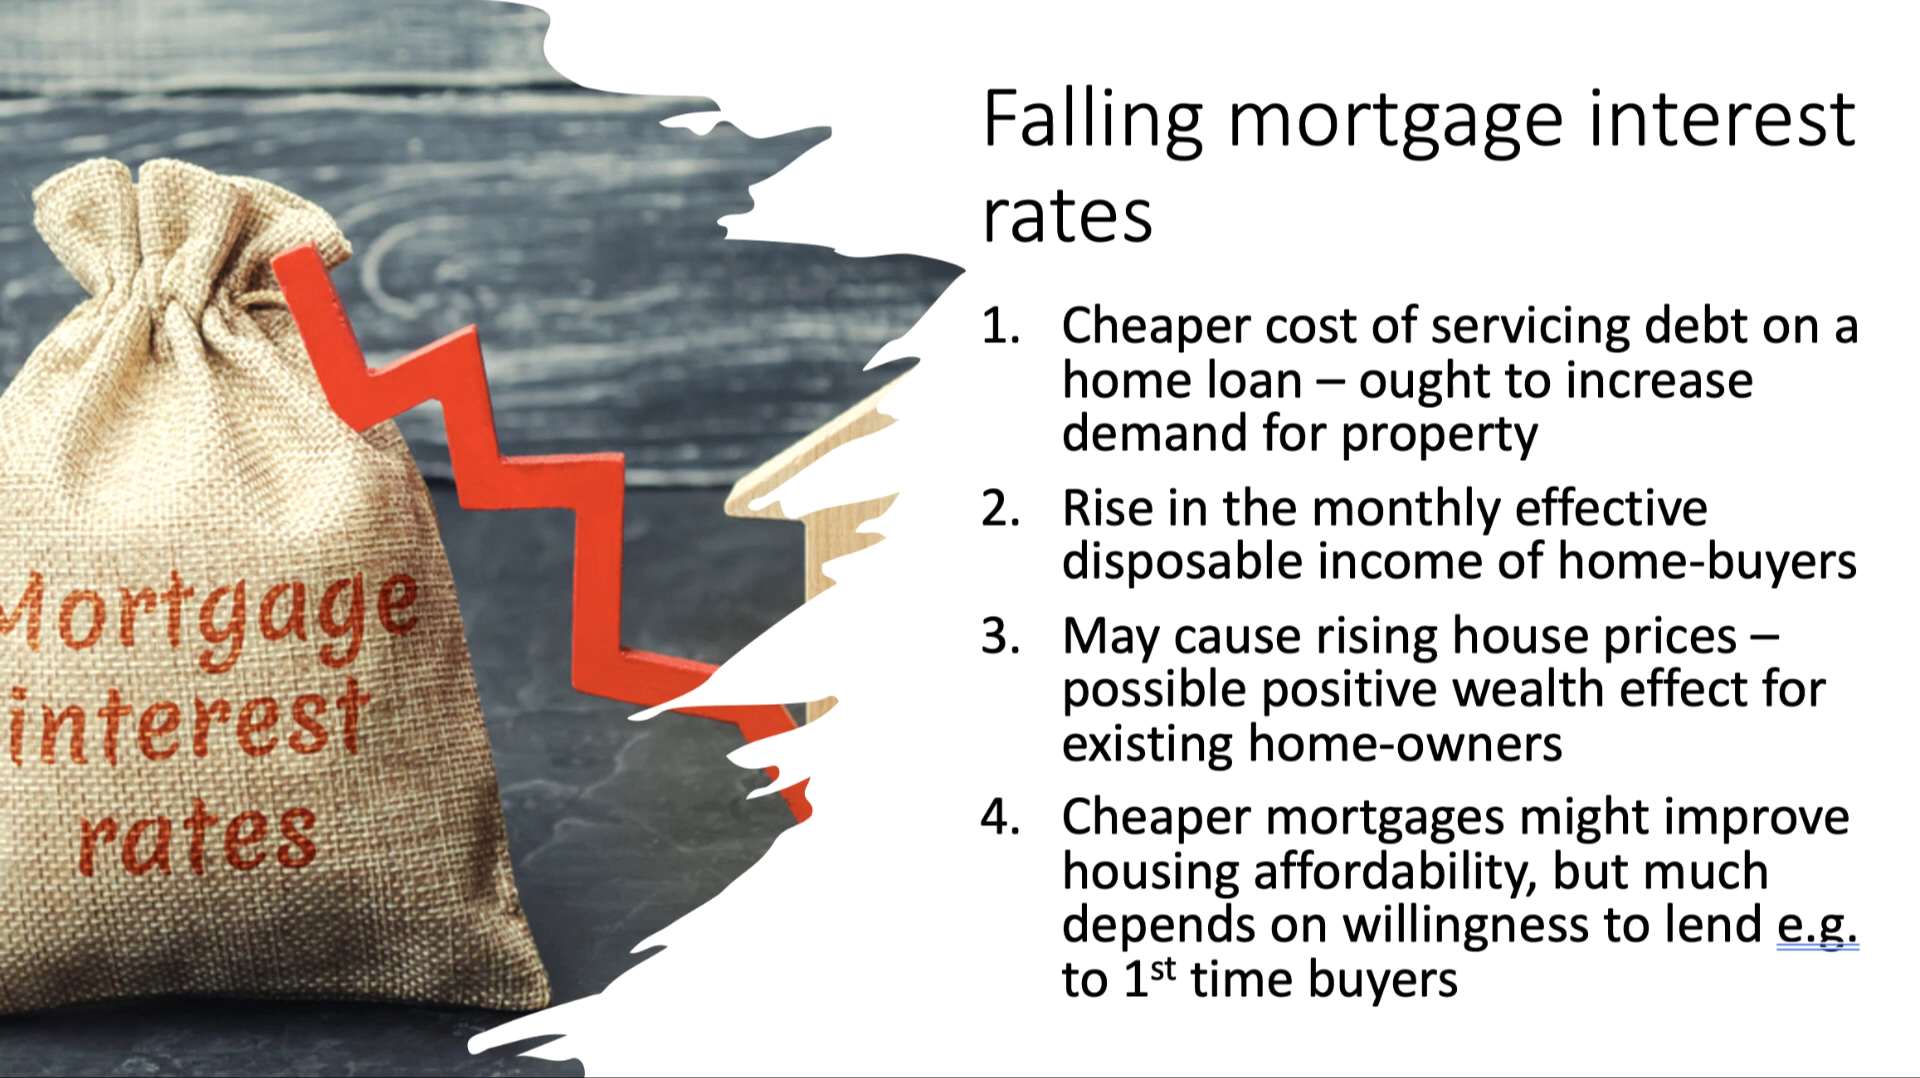 Mortgage
interest
rates
Falling mortgage interest
rates
1. Cheaper cost of servicing debt on a
home loan – ought to increase
demand for property
2. Rise in the monthly effective
disposable income of home-buyers
3. May cause rising house prices –
possible positive wealth effect for
existing home-owners
4. Cheaper mortgages might improve
housing affordability, but much
depends on willingness to lend e.g.
to 1st time buyers